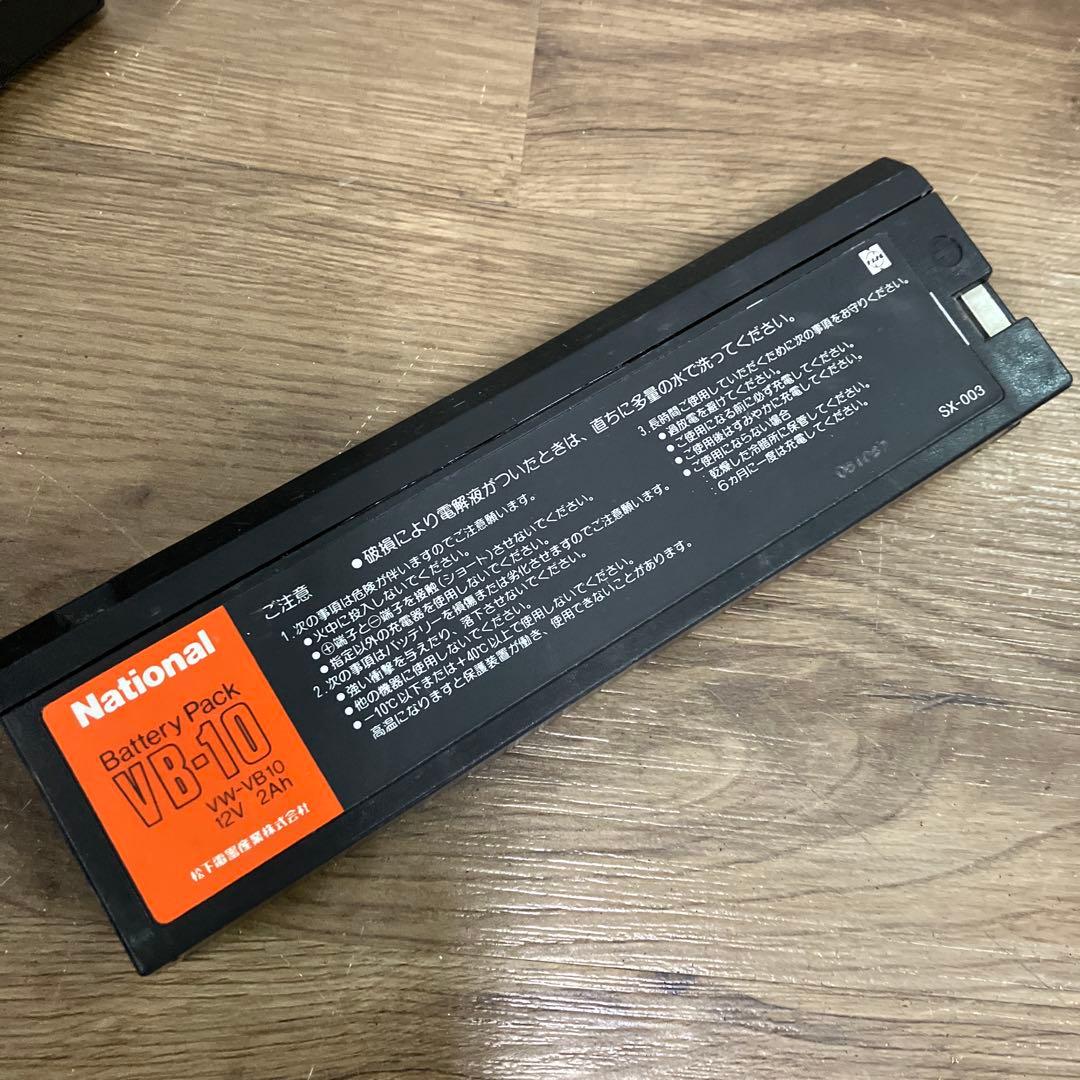 National
Battery Pack
VB-10
VW-VB10
12V 2Ah
松下電器産業株式会社
ご注意
●破損により電解液がついたときは、直ちに多量の水で洗ってください。
1. 次の事項は危険が伴いますのでご注意願います。
●火中に投入しないでください。
●⊕端子と⊖端子を接触(ショート)させないでください。
●指定以外の充電器を使用しないでください。
2. 次の事項はバッテリーを損傷または劣化させますのでご注意願います。
●強い衝撃を与えたり、落下させないでください。
●他の機器に使用しないでください。
●−10℃以下または+40℃以上で使用しないでください。
高温になりますと保護装置が働き、使用できないことがあります。
3. 長時間ご使用していただくために次の事項をお守りください。
●過放電を避けてください。
●ご使用になる前に必ず充電してください。
●ご使用後はすみやかに充電してください。
●ご使用にならない場合
:乾燥した冷暗所に保管してください。
:6カ月に一度は充電してください。
SX-003